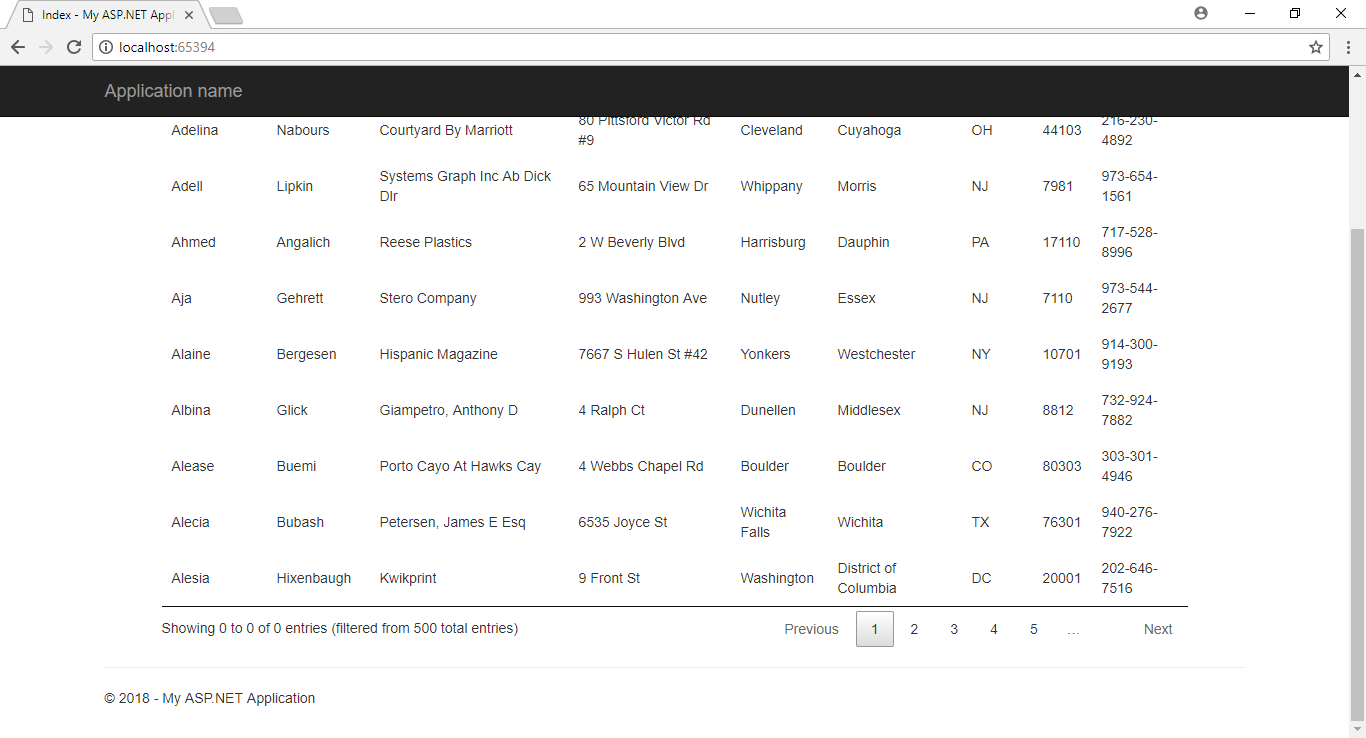 Index - My ASP.NET Appl
localhost:65394
Application name
Adelina Nabours Courtyard By Marriott 80 Pittsford Victor Rd #9 Cleveland Cuyahoga OH 44103 216-230-4892
Adell Lipkin Systems Graph Inc Ab Dick Dlr 65 Mountain View Dr Whippany Morris NJ 7981 973-654-1561
Ahmed Angalich Reese Plastics 2 W Beverly Blvd Harrisburg Dauphin PA 17110 717-528-8996
Aja Gehrett Stero Company 993 Washington Ave Nutley Essex NJ 7110 973-544-2677
Alaine Bergesen Hispanic Magazine 7667 S Hulen St #42 Yonkers Westchester NY 10701 914-300-9193
Albina Glick Giampetro, Anthony D 4 Ralph Ct Dunellen Middlesex NJ 8812 732-924-7882
Alease Buemi Porto Cayo At Hawks Cay 4 Webbs Chapel Rd Boulder Boulder CO 80303 303-301-4946
Alecia Bubash Petersen, James E Esq 6535 Joyce St Wichita Falls Wichita TX 76301 940-276-7922
Alesia Hixenbaugh Kwikprint 9 Front St Washington District of Columbia DC 20001 202-646-7516
Showing 0 to 0 of 0 entries (filtered from 500 total entries) Previous 1 2 3 4 5 … Next
© 2018 - My ASP.NET Application